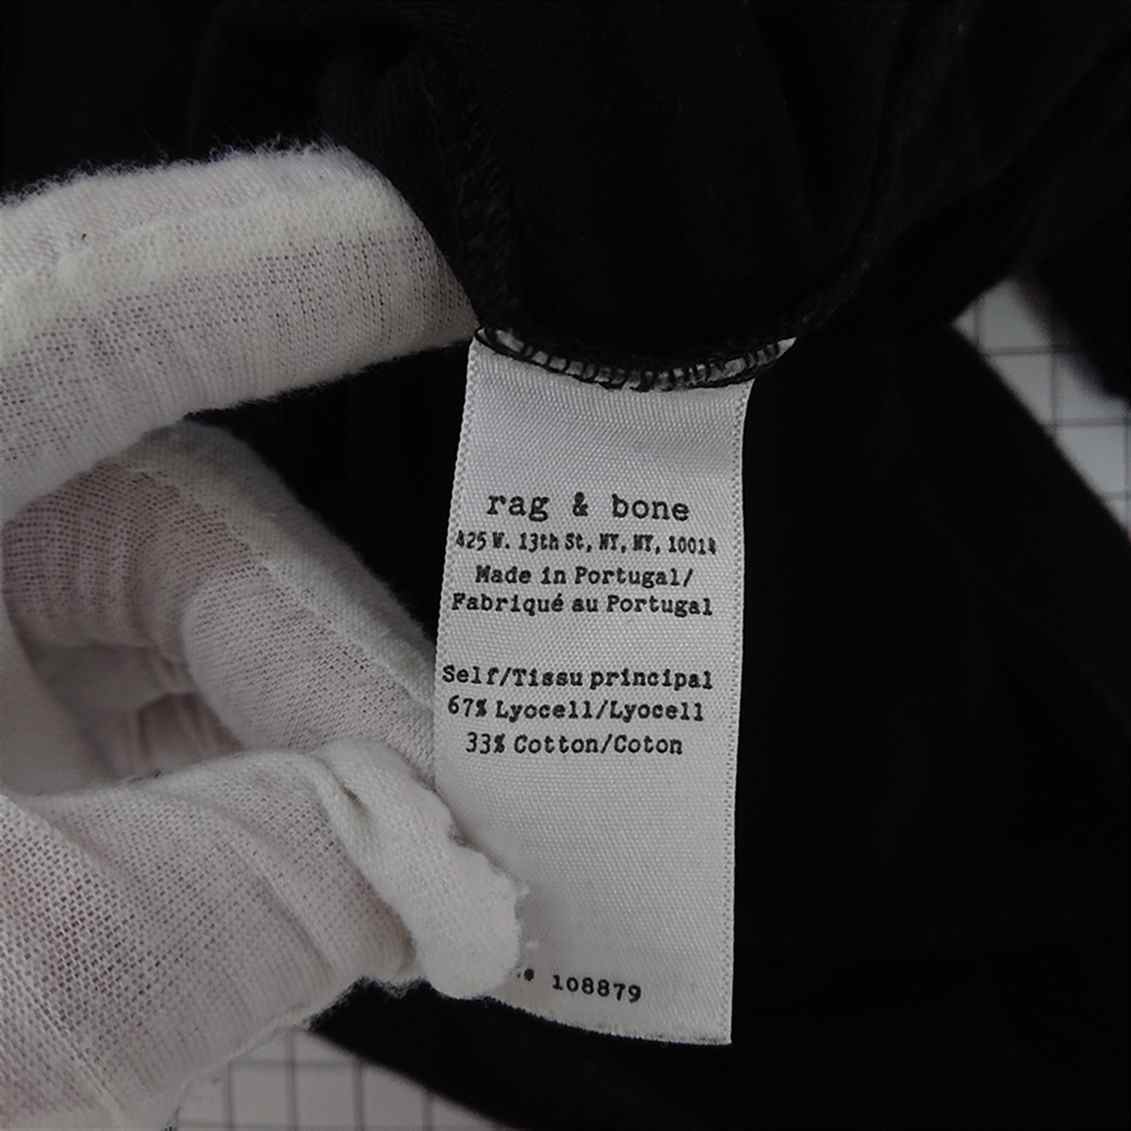 rag & bone
425 W. 13th St, NY, NY, 10014
Made in Portugal/
Fabriqué au Portugal
Self/Tissu principal
67% Lyocell/Lyocell
33% Cotton/Coton
108879